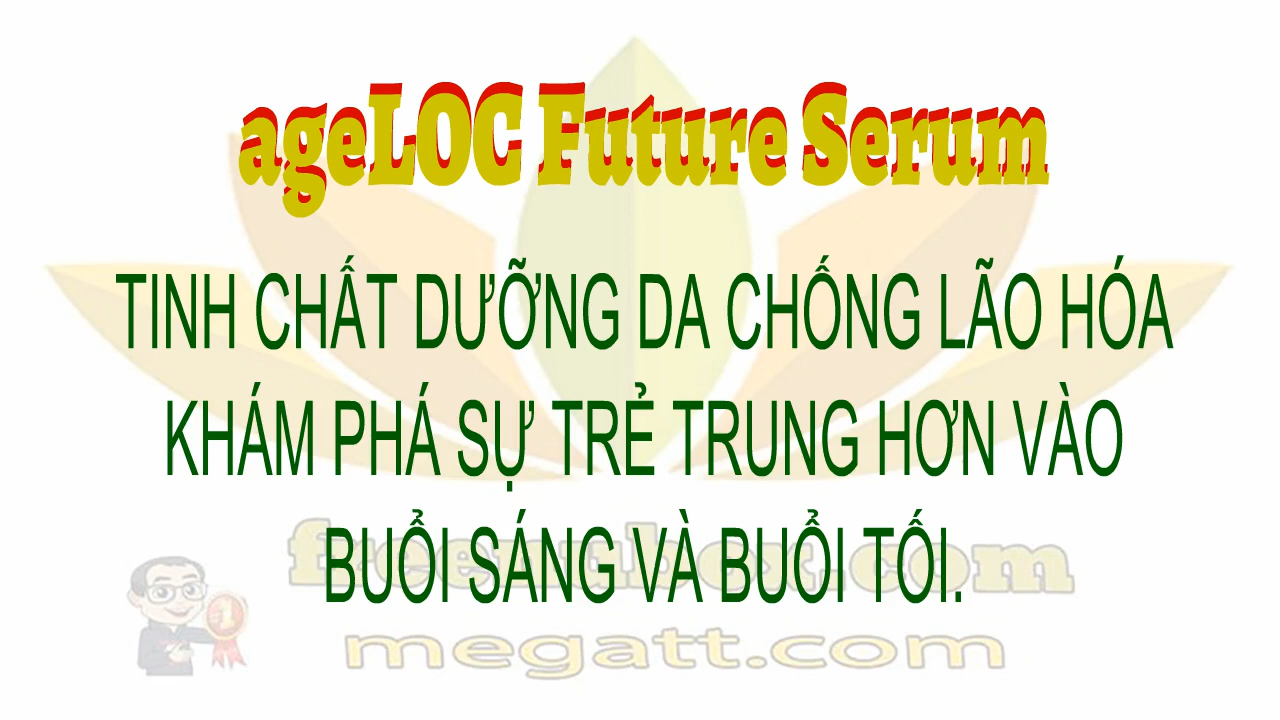 ageLOC Future Serum
TINH CHẤT DƯỠNG DA CHỐNG LÃO HÓA
KHÁM PHÁ SỰ TRẺ TRUNG HƠN VÀO
BUỔI SÁNG VÀ BUỔI TỐI.
#1
megatt.com